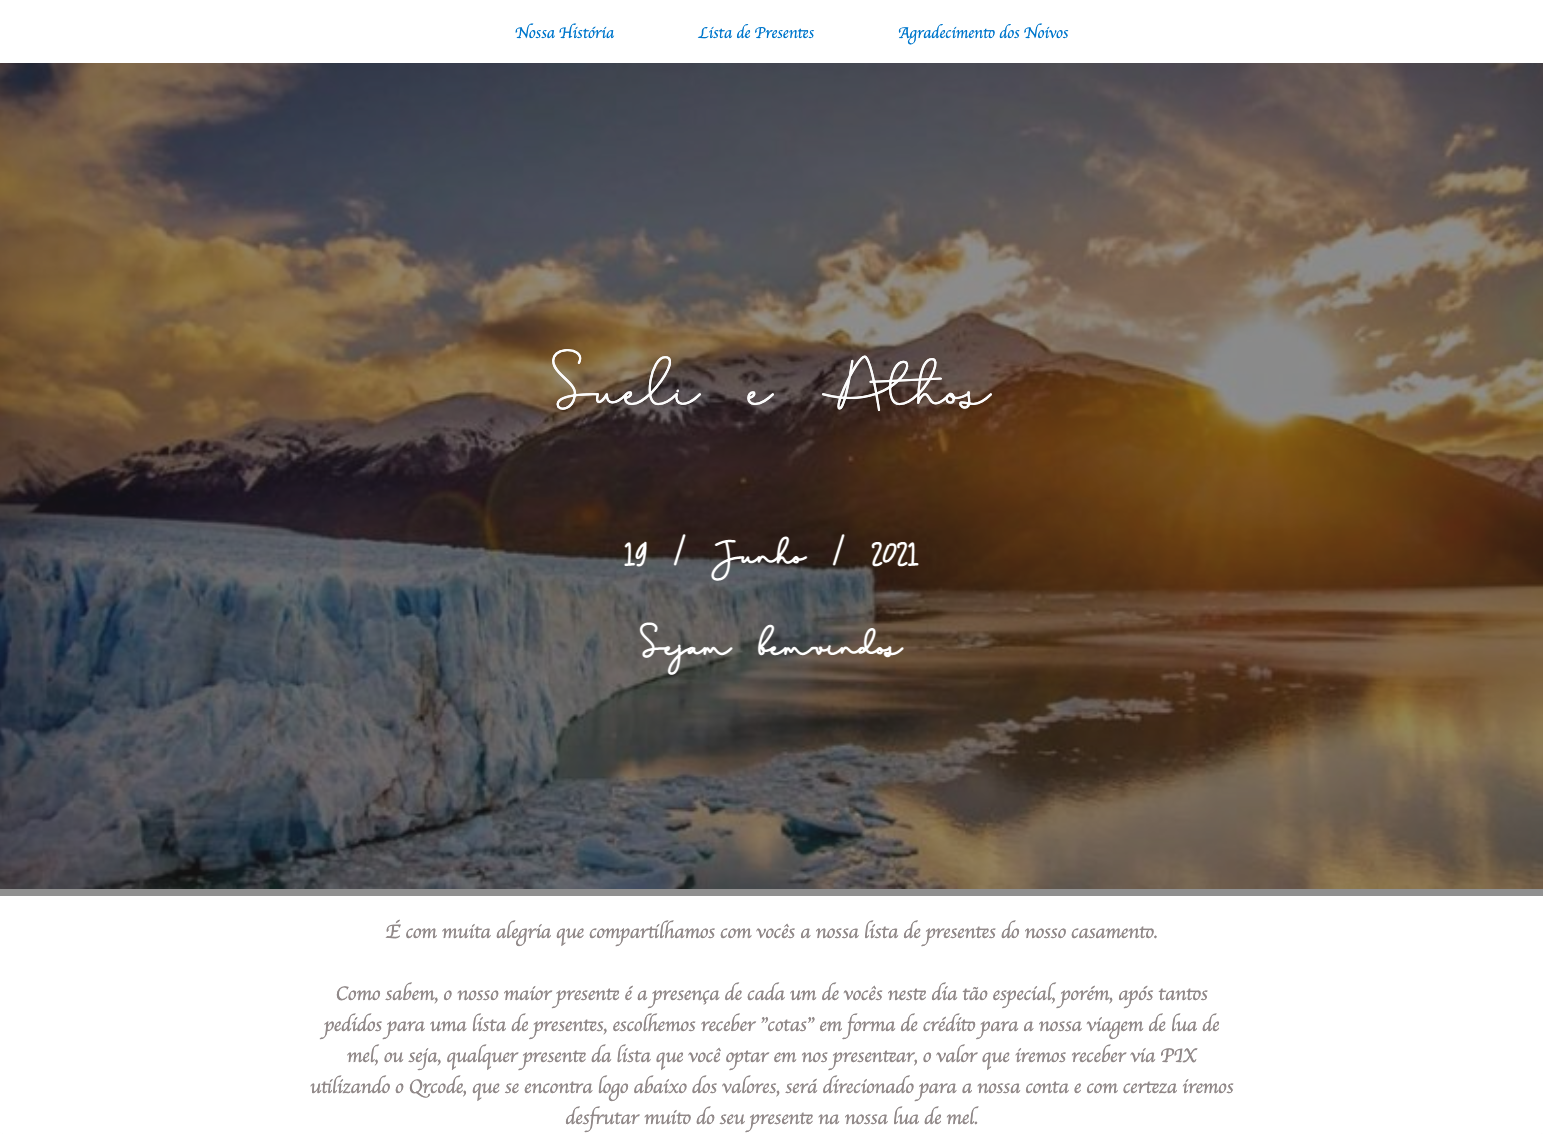 Nossa História Lista de Presentes Agradecimento dos Noivos
Sueli e Athos
19 / Junho / 2021
Sejam bemvindos
É com muita alegria que compartilhamos com vocês a nossa lista de presentes do nosso casamento.
Como sabem, o nosso maior presente é a presença de cada um de vocês neste dia tão especial, porém, após tantos
pedidos para uma lista de presentes, escolhemos receber "cotas" em forma de crédito para a nossa viagem de lua de
mel, ou seja, qualquer presente da lista que você optar em nos presentear, o valor que iremos receber via PIX
utilizando o Qrcode, que se encontra logo abaixo dos valores, será direcionado para a nossa conta e com certeza iremos
desfrutar muito do seu presente na nossa lua de mel.